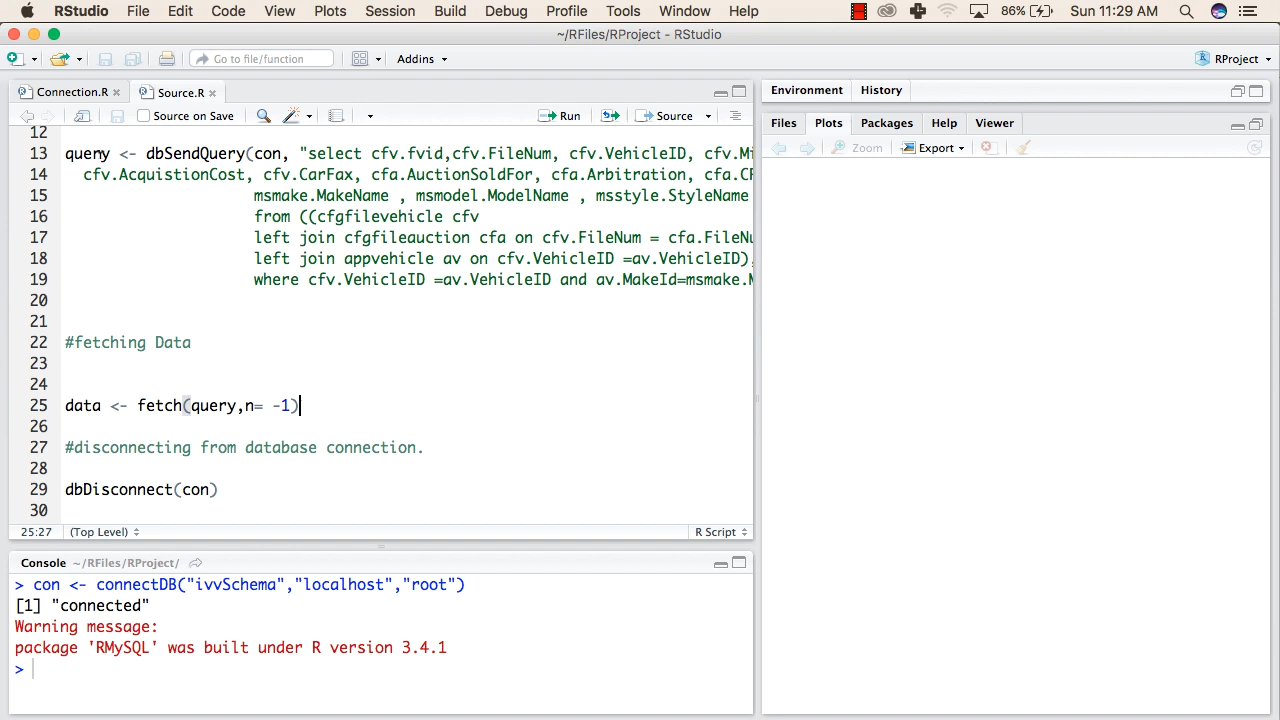 RStudio File Edit Code View Plots Session Build Debug Profile Tools Window Help 86% Sun 11:29 AM
~/RFiles/RProject - RStudio
Go to file/function Addins RProject
Connection.R Source.R
Source on Save Run Source
12
13 query <- dbSendQuery(con, "select cfv.fvid,cfv.FileNum, cfv.VehicleID, cfv.Mi
14 cfv.AcquistionCost, cfv.CarFax, cfa.AuctionSoldFor, cfa.Arbitration, cfa.CR
15 msmake.MakeName , msmodel.ModelName , msstyle.StyleName
16 from ((cfgfilevehicle cfv
17 left join cfgfileauction cfa on cfv.FileNum = cfa.FileNu
18 left join appvehicle av on cfv.VehicleID =av.VehicleID),
19 where cfv.VehicleID =av.VehicleID and av.MakeId=msmake.M
20
21
22 #fetching Data
23
24
25 data <- fetch(query,n= -1)
26
27 #disconnecting from database connection.
28
29 dbDisconnect(con)
30
25:27 (Top Level) R Script
Console ~/RFiles/RProject/
> con <- connectDB("ivvSchema","localhost","root")
[1] "connected"
Warning message:
package 'RMySQL' was built under R version 3.4.1
>
Environment History
Files Plots Packages Help Viewer
Zoom Export